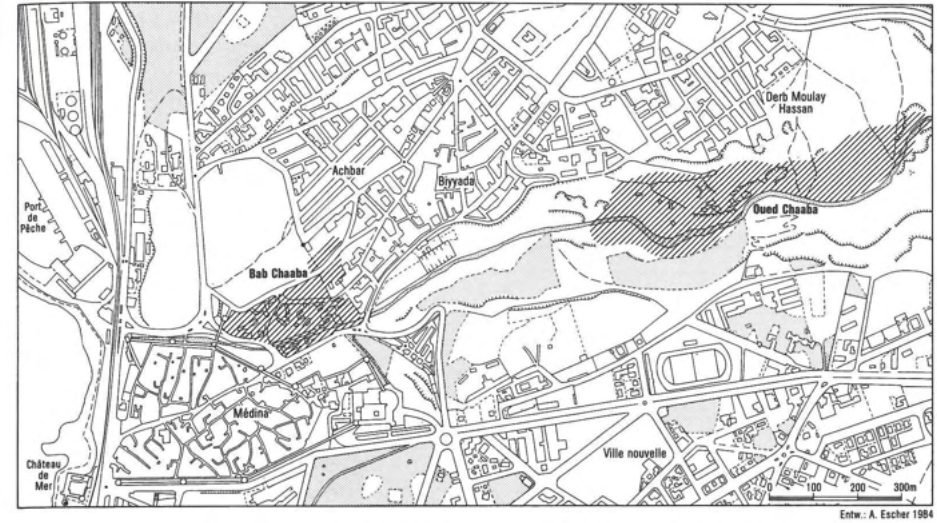 Derb Moulay
Hassan
Achbar
Biyyada
Port
de
Pêche
Oued Chaaba
Bab Chaaba
Médina
Ville nouvelle
Château
de
Mer
0 100 200 300m
Entw.: A. Escher 1984